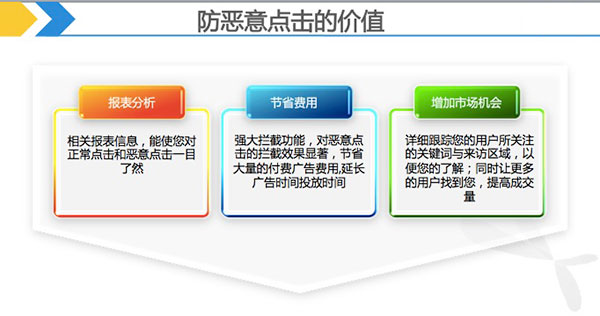 防恶意点击的价值
报表分析
相关报表信息，能使您对
正常点击和恶意点击一目
了然
节省费用
强大拦截功能，对恶意点
击的拦截效果显著，节省
大量的付费广告费用,延长
广告时间投放时间
增加市场机会
详细跟踪您的用户所关注
的关键词与来访区域，以
便您的了解；同时让更多
的用户找到您，提高成交
量